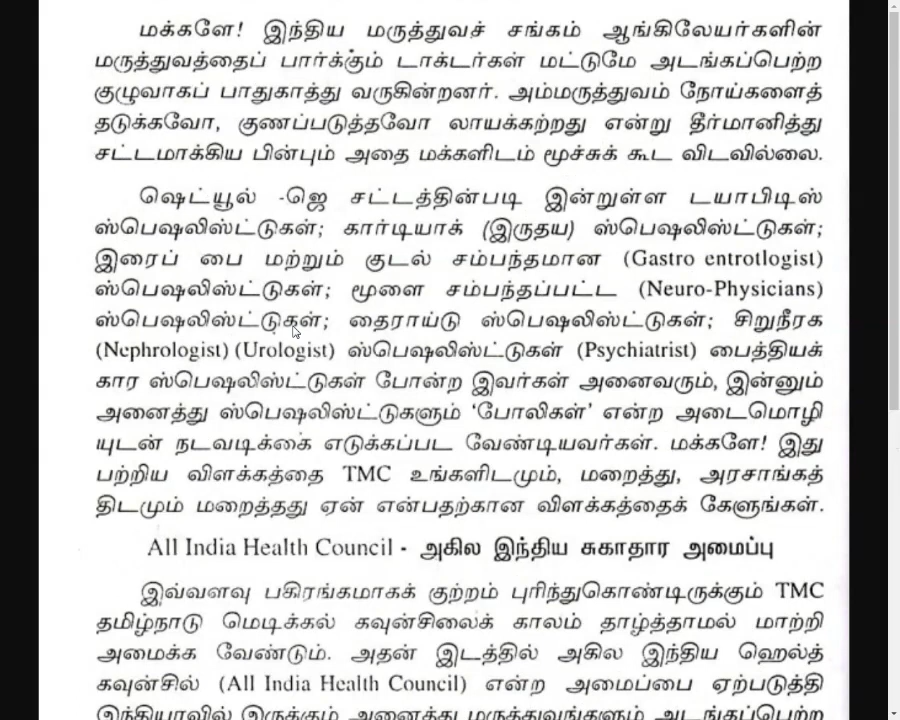 மக்களே! இந்திய மருத்துவச் சங்கம் ஆங்கிலேயர்களின்
மருத்துவத்தைப் பார்க்கும் டாக்டர்கள் மட்டுமே அடங்கப்பெற்ற
குழுவாகப் பாதுகாத்து வருகின்றனர். அம்மருத்துவம் நோய்களைத்
தடுக்கவோ, குணப்படுத்தவோ லாயக்கற்றது என்று தீர்மானித்து
சட்டமாக்கிய பின்பும் அதை மக்களிடம் மூச்சுக் கூட விடவில்லை.
ஷெட்யூல் -ஜெ சட்டத்தின்படி இன்றுள்ள டயாபிடிஸ்
ஸ்பெஷலிஸ்ட்டுகள்; கார்டியாக் (இருதய) ஸ்பெஷலிஸ்ட்டுகள்;
இரைப் பை மற்றும் குடல் சம்பந்தமான (Gastro entrotlogist)
ஸ்பெஷலிஸ்ட்டுகள்; மூளை சம்பந்தப்பட்ட (Neuro-Physicians)
ஸ்பெஷலிஸ்ட்டுகள்; தைராய்டு ஸ்பெஷலிஸ்ட்டுகள்; சிறுநீரக
(Nephrologist) (Urologist) ஸ்பெஷலிஸ்ட்டுகள் (Psychiatrist) பைத்தியக்
கார ஸ்பெஷலிஸ்ட்டுகள் போன்ற இவர்கள் அனைவரும், இன்னும்
அனைத்து ஸ்பெஷலிஸ்ட்டுகளும் ‘போலிகள்’ என்ற அடைமொழி
யுடன் நடவடிக்கை எடுக்கப்பட வேண்டியவர்கள். மக்களே! இது
பற்றிய விளக்கத்தை TMC உங்களிடமும், மறைத்து, அரசாங்கத்
திடமும் மறைத்தது ஏன் என்பதற்கான விளக்கத்தைக் கேளுங்கள்.
All India Health Council - அகில இந்திய சுகாதார அமைப்பு
இவ்வளவு பகிரங்கமாகக் குற்றம் புரிந்துகொண்டிருக்கும் TMC
தமிழ்நாடு மெடிக்கல் கவுன்சிலைக் காலம் தாழ்த்தாமல் மாற்றி
அமைக்க வேண்டும். அதன் இடத்தில் அகில இந்திய ஹெல்த்
கவுன்சில் (All India Health Council) என்ற அமைப்பை ஏற்படுத்தி
இந்தியாவில் இருக்கும் அனைத்து மருத்துவங்களும் அடங்கப்பெற்ற